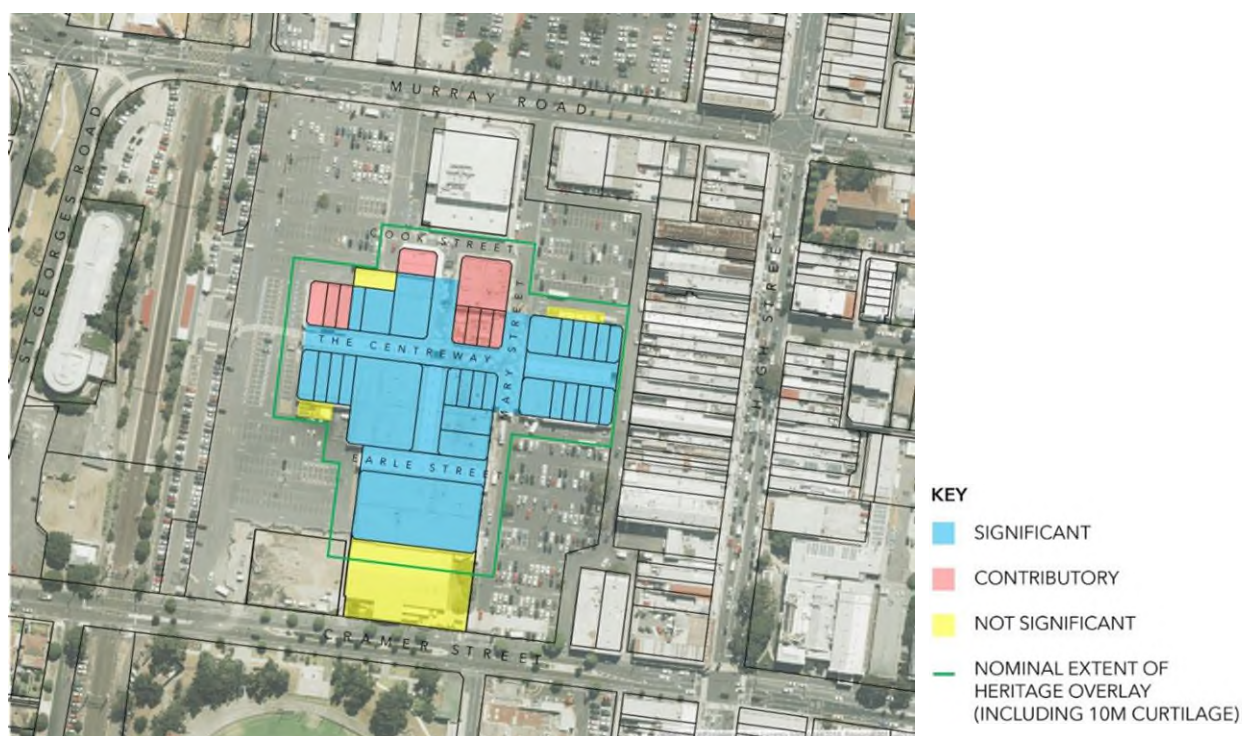 MURRAY ROAD
ST GEORGES ROAD
COOK STREET
MARY STREET
HIGH STREET
THE CENTREWAY
EARLE STREET
CRAMER STREET
KEY
SIGNIFICANT
CONTRIBUTORY
NOT SIGNIFICANT
NOMINAL EXTENT OF
HERITAGE OVERLAY
(INCLUDING 10M CURTILAGE)